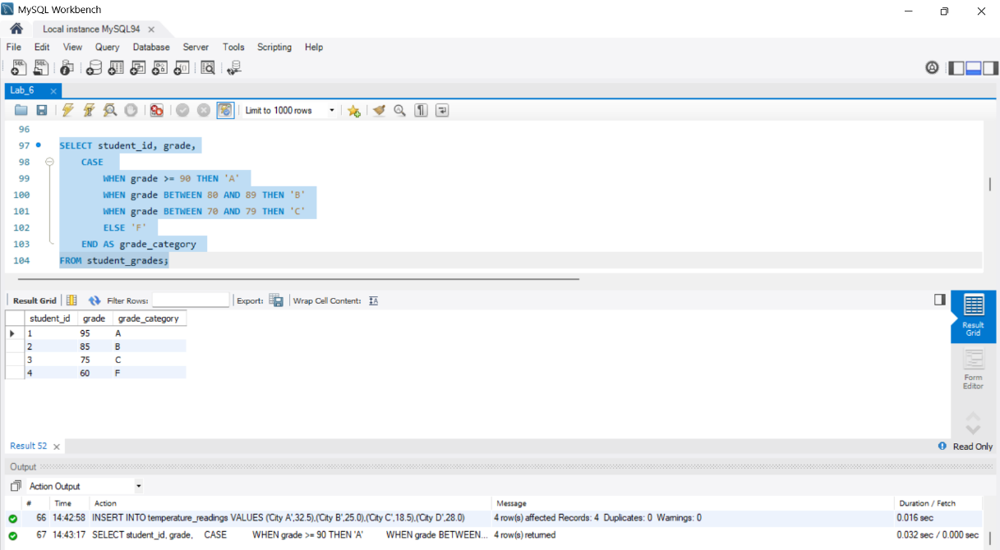 MySQL Workbench
Local instance MySQL94
File Edit View Query Database Server Tools Scripting Help
Lab_6
Limit to 1000 rows
96
97 SELECT student_id, grade,
98 CASE
99 WHEN grade >= 90 THEN 'A'
100 WHEN grade BETWEEN 80 AND 89 THEN 'B'
101 WHEN grade BETWEEN 70 AND 79 THEN 'C'
102 ELSE 'F'
103 END AS grade_category
104 FROM student_grades;
Result Grid Filter Rows: Export: Wrap Cell Content:
student_id grade grade_category
1 95 A
2 85 B
3 75 C
4 60 F
Result Grid
Form Editor
Result 52 Read Only
Output
Action Output
# Time Action Message Duration / Fetch
66 14:42:58 INSERT INTO temperature_readings VALUES ('City A',32.5),('City B',25.0),('City C',18.5),('City D',28.0) 4 row(s) affected Records: 4 Duplicates: 0 Warnings: 0 0.016 sec
67 14:43:17 SELECT student_id, grade, CASE WHEN grade >= 90 THEN 'A' WHEN grade BETWEEN... 4 row(s) returned 0.032 sec / 0.000 sec